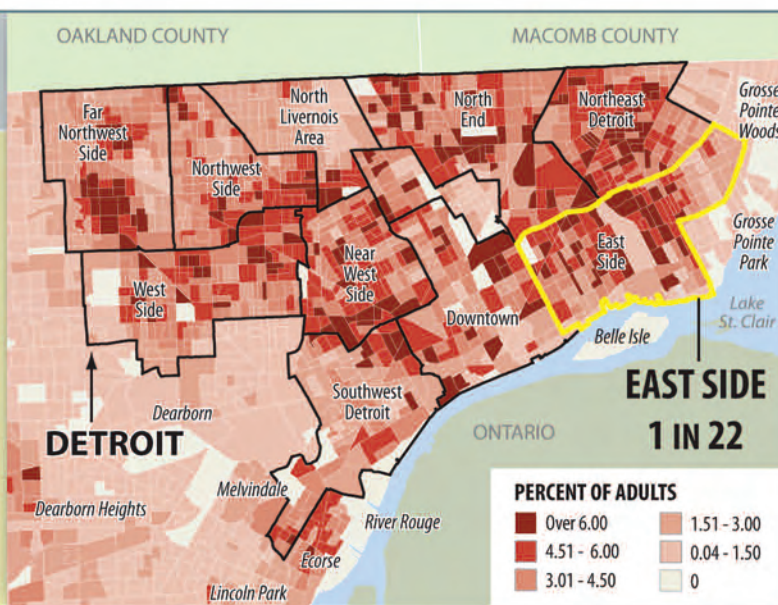 OAKLAND COUNTY
MACOMB COUNTY
Far
Northwest
Side
North
Livernois
Area
North
End
Northeast
Detroit
Grosse
Pointe
Woods
Northwest
Side
East
Side
Grosse
Pointe
Park
Near
West
Side
West
Side
Downtown
Belle Isle
Lake
St. Clair
Southwest
Detroit
EAST SIDE
1 IN 22
Dearborn
DETROIT
ONTARIO
Melvindale
Dearborn Heights
River Rouge
Ecorse
Lincoln Park
PERCENT OF ADULTS
Over 6.00
4.51 - 6.00
3.01 - 4.50
1.51 - 3.00
0.04 - 1.50
0